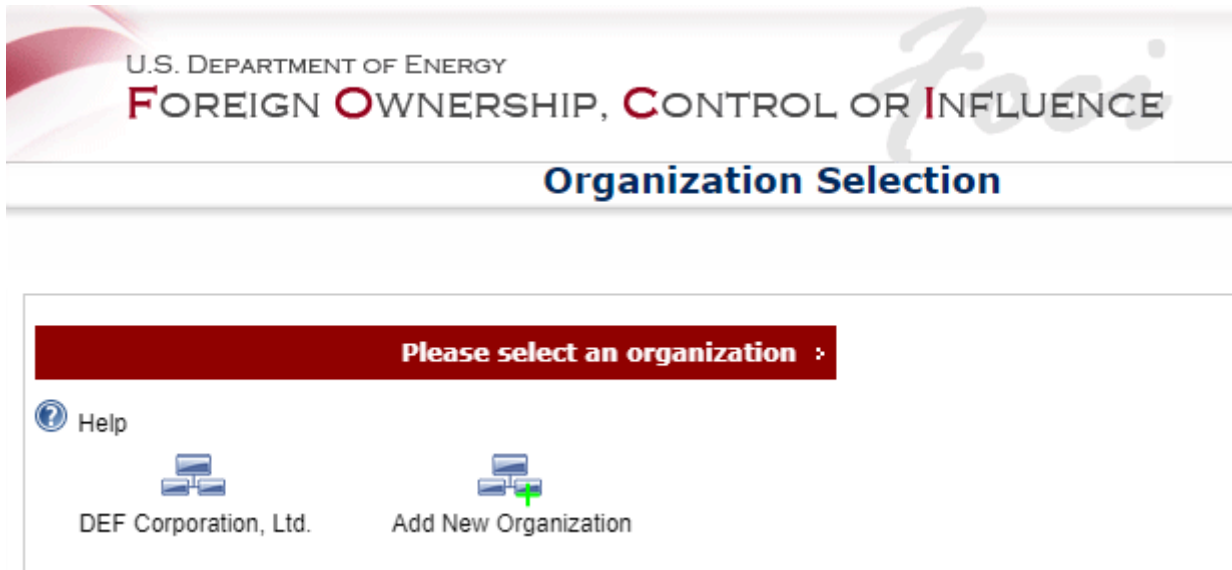 U.S. DEPARTMENT OF ENERGY
Foci
FOREIGN OWNERSHIP, CONTROL OR INFLUENCE
Organization Selection
Please select an organization
Help
DEF Corporation, Ltd. Add New Organization